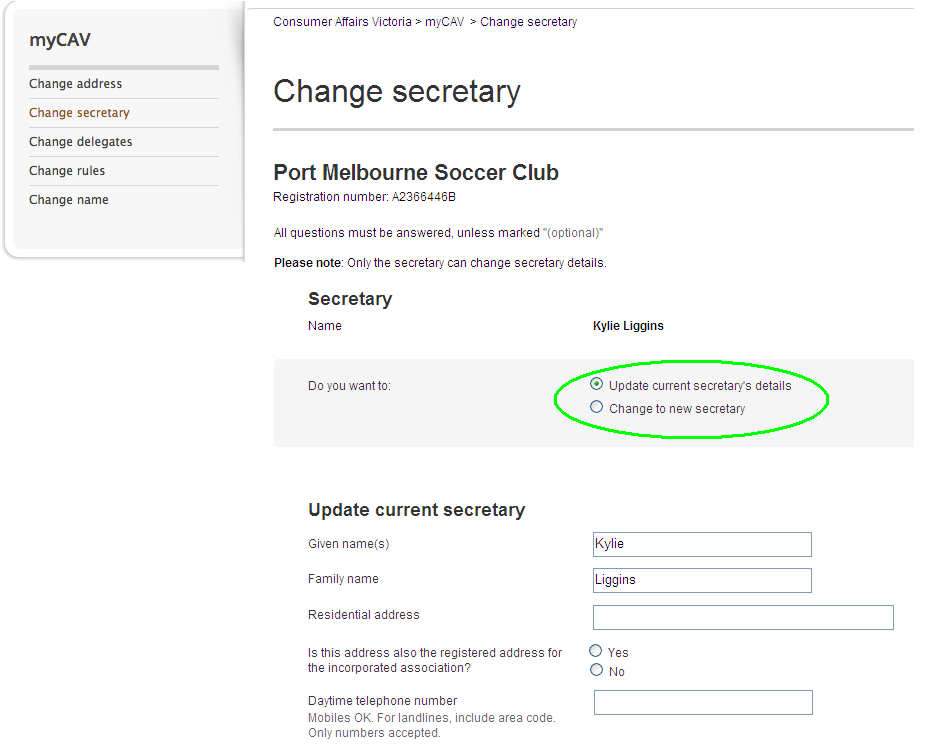 myCAV
Change address
Change secretary
Change delegates
Change rules
Change name
Consumer Affairs Victoria > myCAV > Change secretary
Change secretary
Port Melbourne Soccer Club
Registration number: A2366446B
All questions must be answered, unless marked "(optional)"
Please note: Only the secretary can change secretary details.
Secretary
Name Kylie Liggins
Do you want to: Update current secretary's details
Change to new secretary
Update current secretary
Given name(s) Kylie
Family name Liggins
Residential address
Is this address also the registered address for Yes
the incorporated association? No
Daytime telephone number
Mobiles OK. For landlines, include area code.
Only numbers accepted.